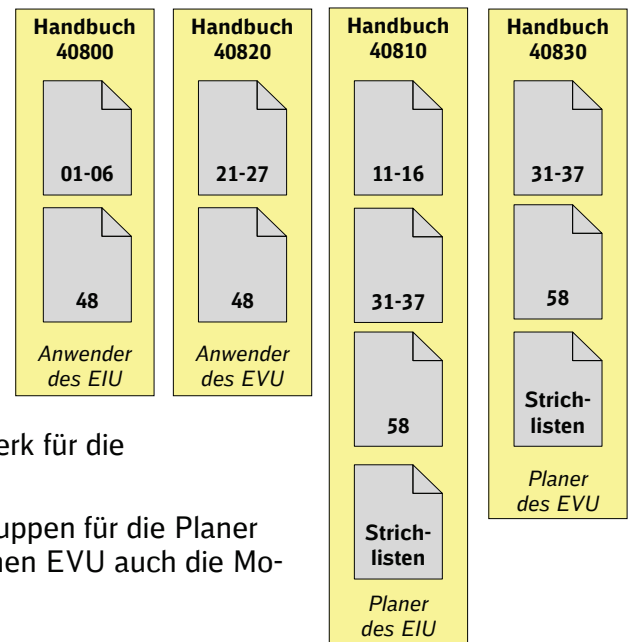 Handbuch
40800
01-06
48
Anwender
des EIU
Handbuch
40820
21-27
48
Anwender
des EVU
Handbuch
40810
11-16
31-37
58
Strich-
listen
Planer
des EIU
Handbuch
40830
31-37
58
Strich-
listen
Planer
des EVU
erk für die
uppen für die Planer
nen EVU auch die Mo-